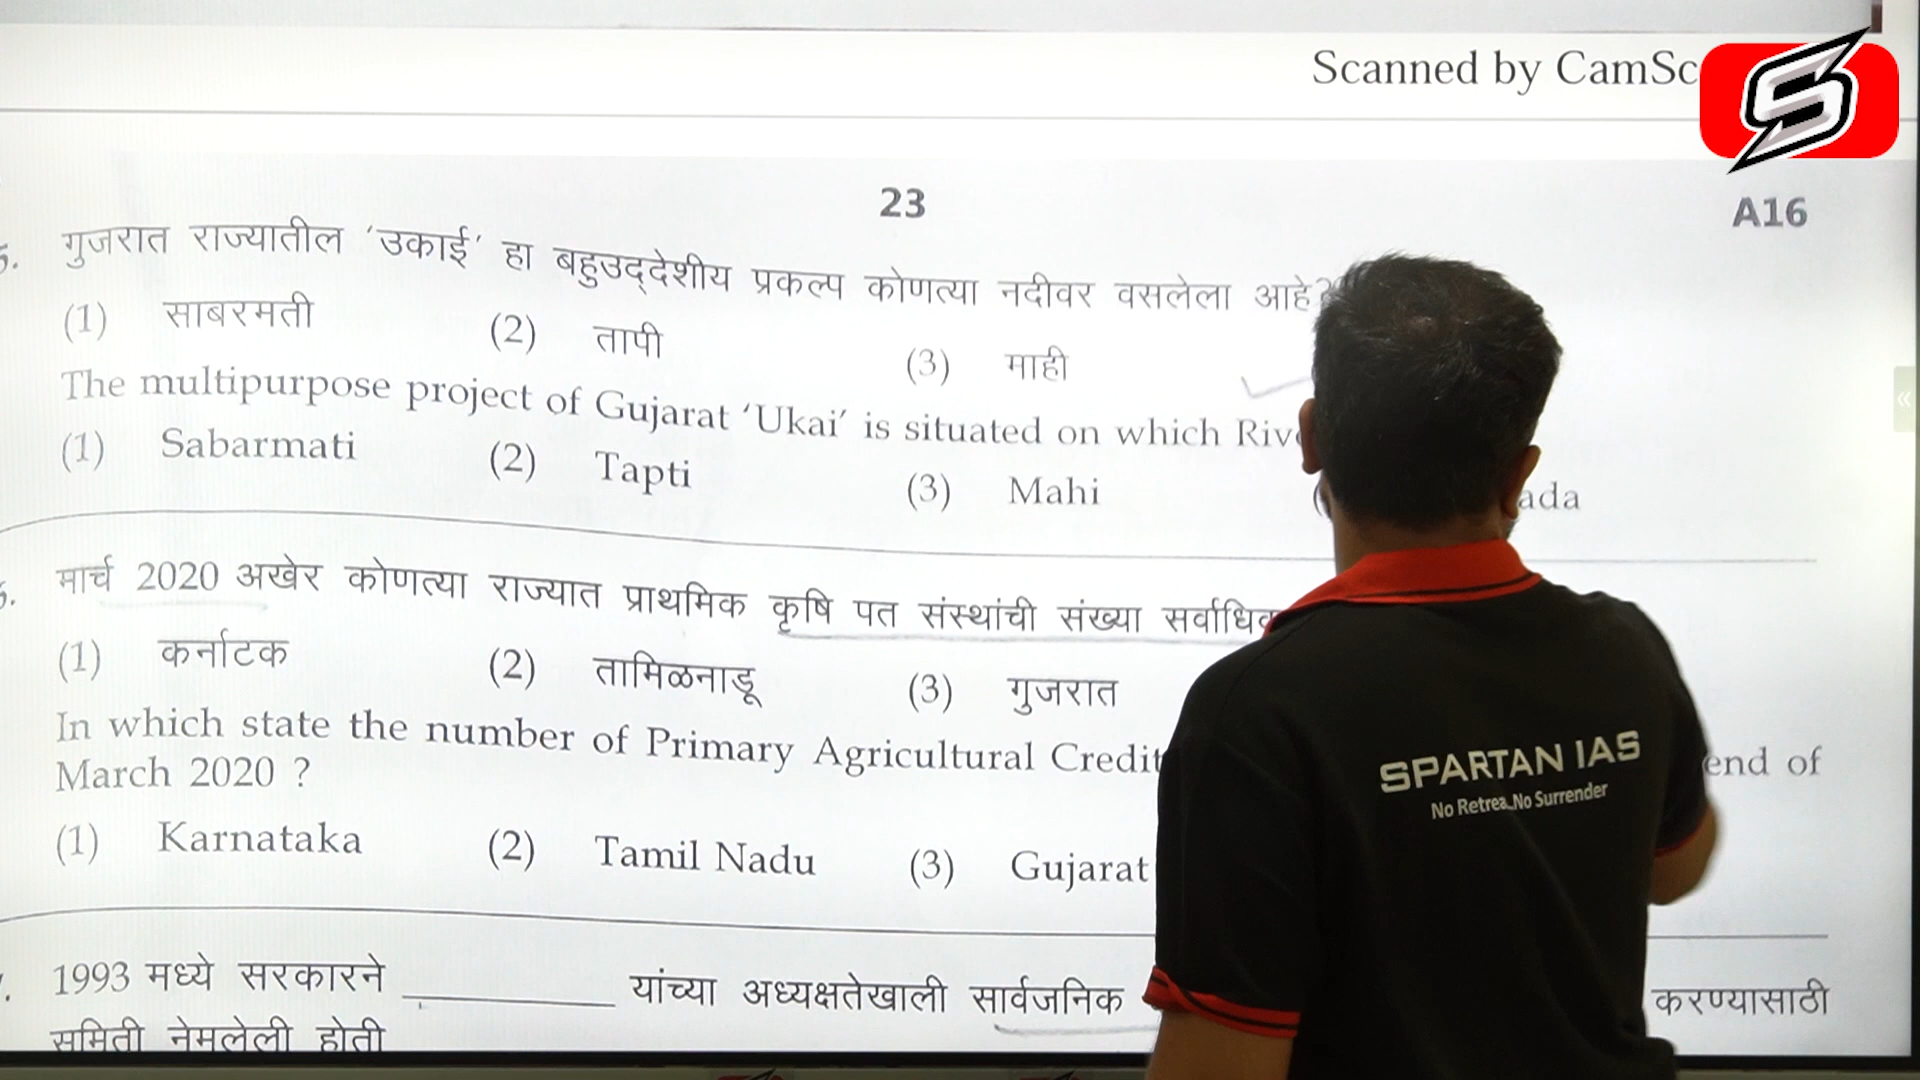 Scanned by CamSc
23
A16
गुजरात राज्यातील ‘उकाई’ हा बहुउद्देशीय प्रकल्प कोणत्या नदीवर वसलेला आहे?
(1) साबरमती (2) तापी (3) माही
The multipurpose project of Gujarat ‘Ukai’ is situated on which
(1) Sabarmati (2) Tapti (3) Mahi
मार्च 2020 अखेर कोणत्या राज्यात प्राथमिक कृषि पत संस्थांची संख्या
(1) कर्नाटक (2) तामिळनाडू (3) गुजरात
In which state the number of Primary Agricultural Credit end of
March 2020 ?
(1) Karnataka (2) Tamil Nadu (3) Gujarat
1993 मध्ये सरकारने ________ यांच्या अध्यक्षतेखाली सार्वजनिक करण्यासाठी
समिती नेमलेली होती
SPARTAN IAS
No Retreat No Surrender